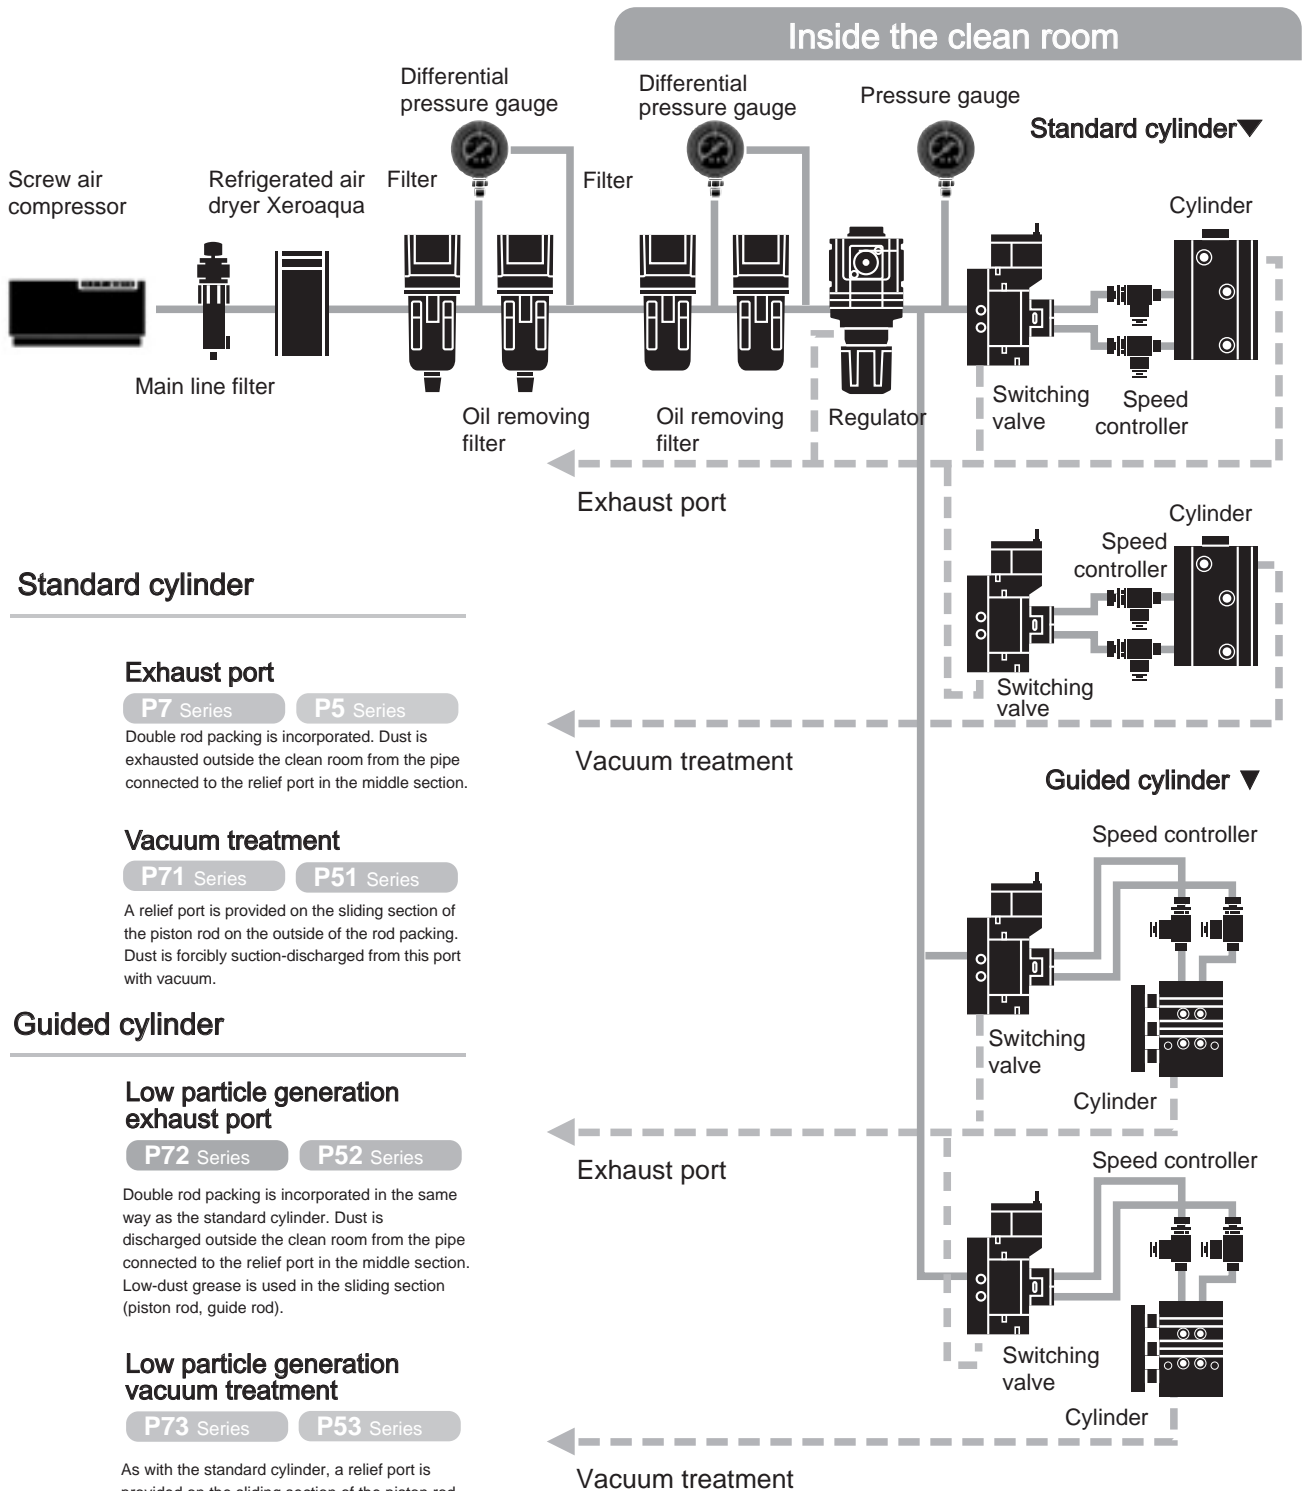 Inside the clean room
Differential
pressure gauge
Differential
pressure gauge
Pressure gauge
Standard cylinder▼
Screw air
compressor
Refrigerated air
dryer Xeroaqua
Filter
Filter
Cylinder
Main line filter
Oil removing
filter
Oil removing
filter
Regulator
Switching
valve
Speed
controller
Exhaust port
Cylinder
Speed
controller
Switching
valve
Vacuum treatment
Standard cylinder
Exhaust port
P7 Series P5 Series
Double rod packing is incorporated. Dust is
exhausted outside the clean room from the pipe
connected to the relief port in the middle section.
Vacuum treatment
P71 Series P51 Series
A relief port is provided on the sliding section of
the piston rod on the outside of the rod packing.
Dust is forcibly suction-discharged from this port
with vacuum.
Guided cylinder ▼
Speed controller
Switching
valve
Cylinder
Exhaust port
Speed controller
Switching
valve
Cylinder
Vacuum treatment
Guided cylinder
Low particle generation
exhaust port
P72 Series P52 Series
Double rod packing is incorporated in the same
way as the standard cylinder. Dust is
discharged outside the clean room from the pipe
connected to the relief port in the middle section.
Low-dust grease is used in the sliding section
(piston rod, guide rod).
Low particle generation
vacuum treatment
P73 Series P53 Series
As with the standard cylinder, a relief port is
provided on the sliding section of the piston rod